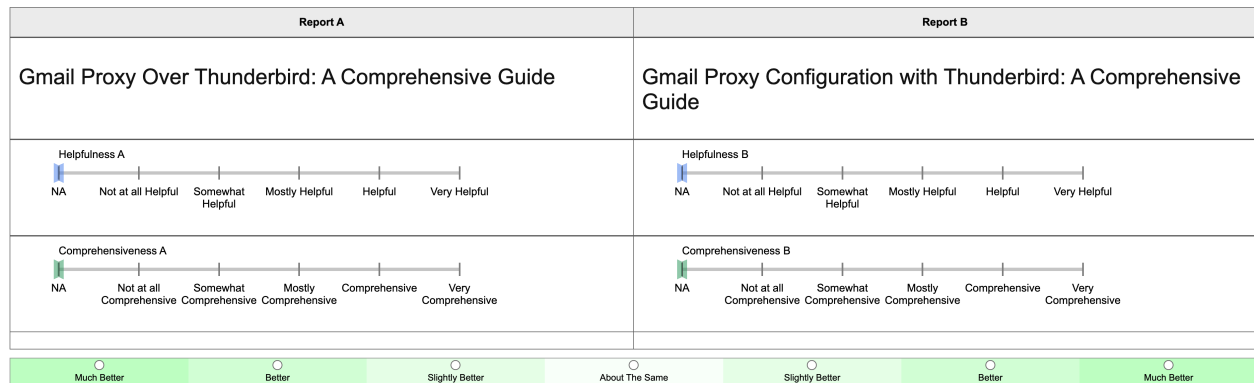 Report A
Report B
Gmail Proxy Over Thunderbird: A Comprehensive Guide
Gmail Proxy Configuration with Thunderbird: A Comprehensive
Guide
Helpfulness A
NA
Not at all Helpful
Somewhat
Helpful
Mostly Helpful
Helpful
Very Helpful
Helpfulness B
NA
Not at all Helpful
Somewhat
Helpful
Mostly Helpful
Helpful
Very Helpful
Comprehensiveness A
NA
Not at all
Comprehensive
Somewhat
Comprehensive
Mostly
Comprehensive
Comprehensive
Very
Comprehensive
Comprehensiveness B
NA
Not at all
Comprehensive
Somewhat
Comprehensive
Mostly
Comprehensive
Comprehensive
Very
Comprehensive
Much Better
Better
Slightly Better
About The Same
Slightly Better
Better
Much Better